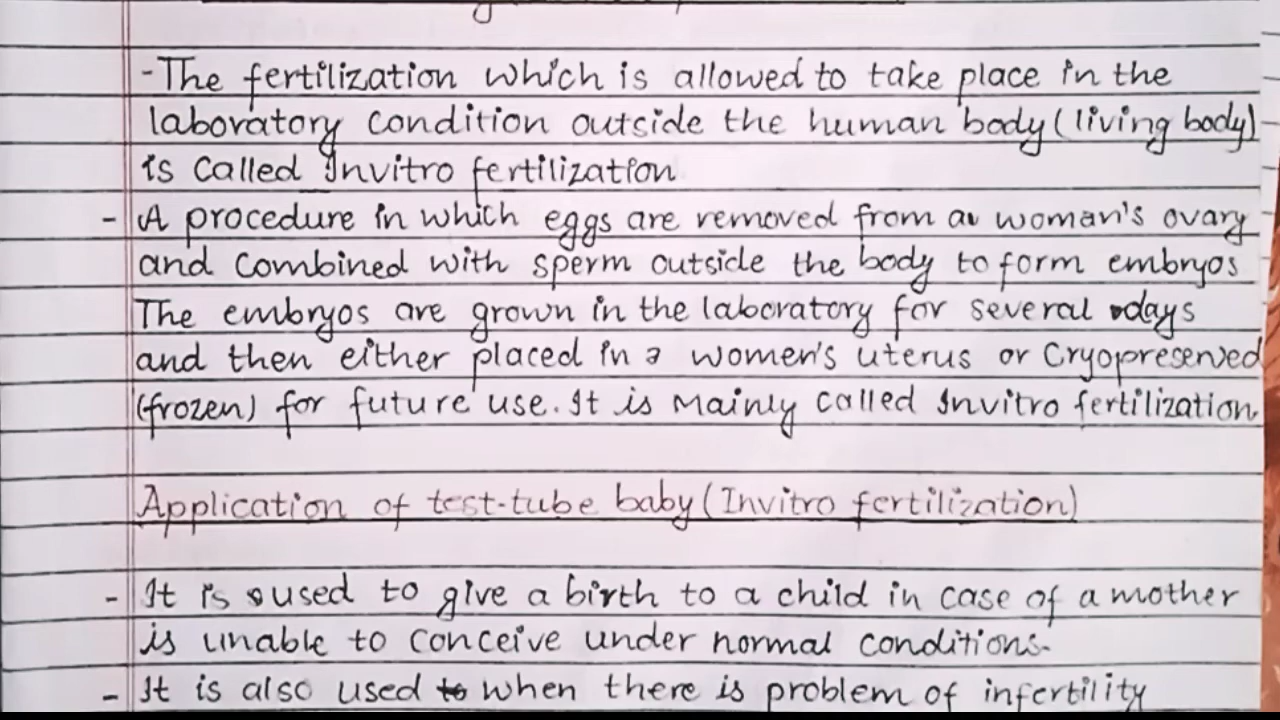 -The fertilization which is allowed to take place in the
laboratory condition outside the human body (living body)
is called Invitro fertilization
- A procedure in which eggs are removed from a woman's ovary
and combined with sperm outside the body to form embryos
The embryos are grown in the laboratory for several days
and then either placed in a women's uterus or Cryopreserved
(frozen) for future use. It is mainly called Invitro fertilization
Application of test-tube baby (Invitro fertilization)
- It is used to give a birth to a child in case of a mother
is unable to conceive under normal conditions.
- It is also used when there is problem of infertility